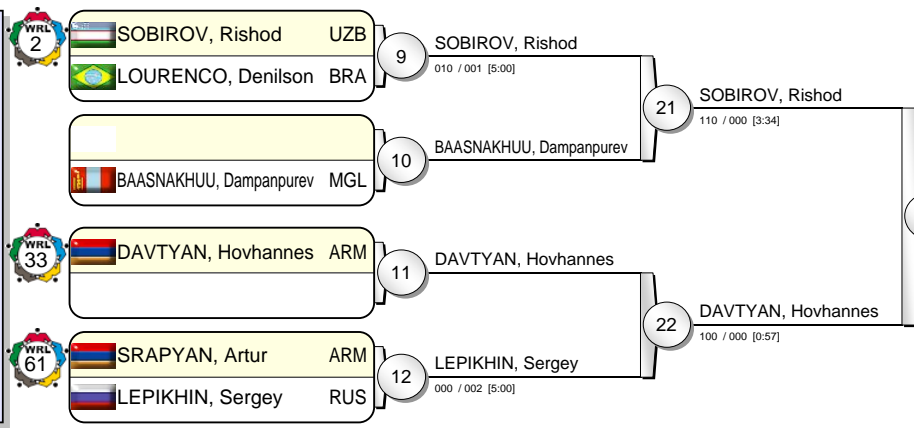 WRL
2
SOBIROV, Rishod UZB
LOURENCO, Denilson BRA
9
SOBIROV, Rishod
010 / 001 [5:00]
BAASNAKHUU, Dampanpurev MGL
10
BAASNAKHUU, Dampanpurev
21
SOBIROV, Rishod
110 / 000 [3:34]
WRL
33
DAVTYAN, Hovhannes ARM
11
DAVTYAN, Hovhannes
WRL
61
SRAPYAN, Artur ARM
LEPIKHIN, Sergey RUS
12
LEPIKHIN, Sergey
000 / 002 [5:00]
22
DAVTYAN, Hovhannes
100 / 000 [0:57]